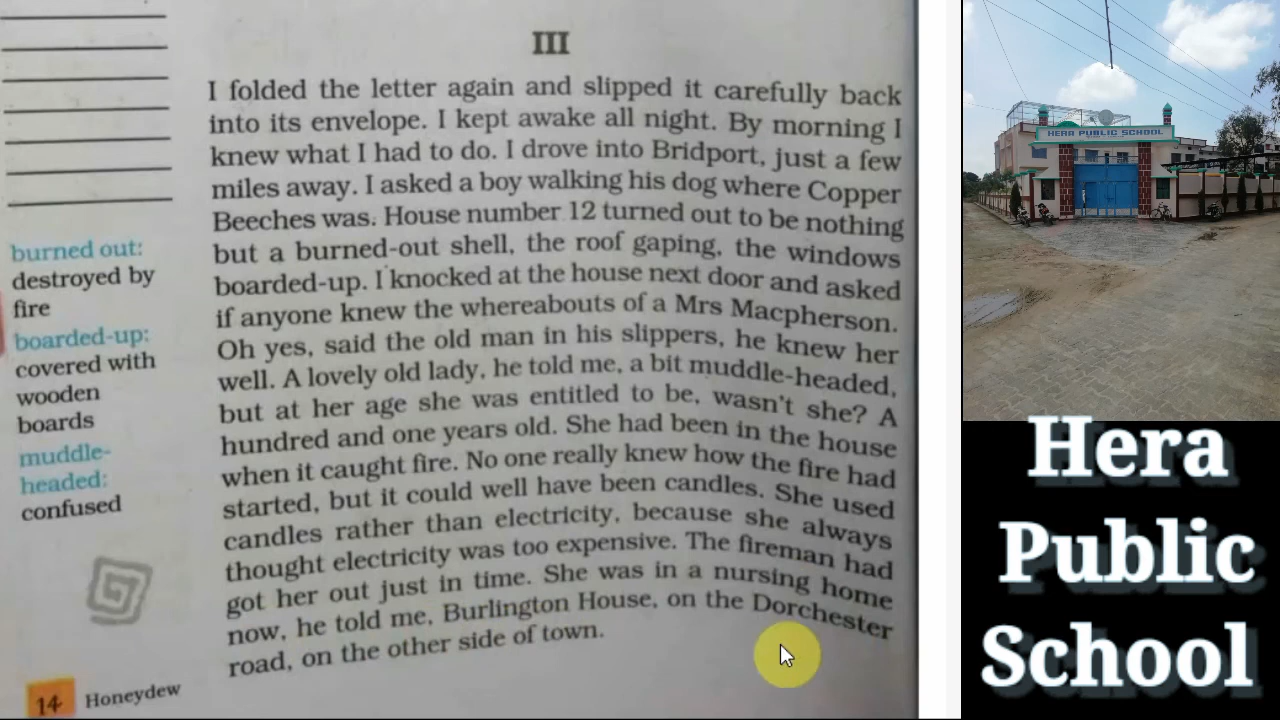 III
I folded the letter again and slipped it carefully back
into its envelope. I kept awake all night. By morning I
knew what I had to do. I drove into Bridport, just a few
miles away. I asked a boy walking his dog where Copper
Beeches was. House number 12 turned out to be nothing
but a burned-out shell, the roof gaping, the windows
boarded-up. I knocked at the house next door and asked
if anyone knew the whereabouts of a Mrs Macpherson.
Oh yes, said the old man in his slippers, he knew her
well. A lovely old lady, he told me, a bit muddle-headed,
but at her age she was entitled to be, wasn't she? A
hundred and one years old. She had been in the house
when it caught fire. No one really knew how the fire had
started, but it could well have been candles. She used
candles rather than electricity, because she always
thought electricity was too expensive. The fireman had
got her out just in time. She was in a nursing home
now, he told me, Burlington House, on the Dorchester
road, on the other side of town.
burned out:
destroyed by
fire
boarded-up:
covered with
wooden
boards
muddle-
headed:
confused
14 Honeydew
HERA PUBLIC SCHOOL
Hera
Public
School